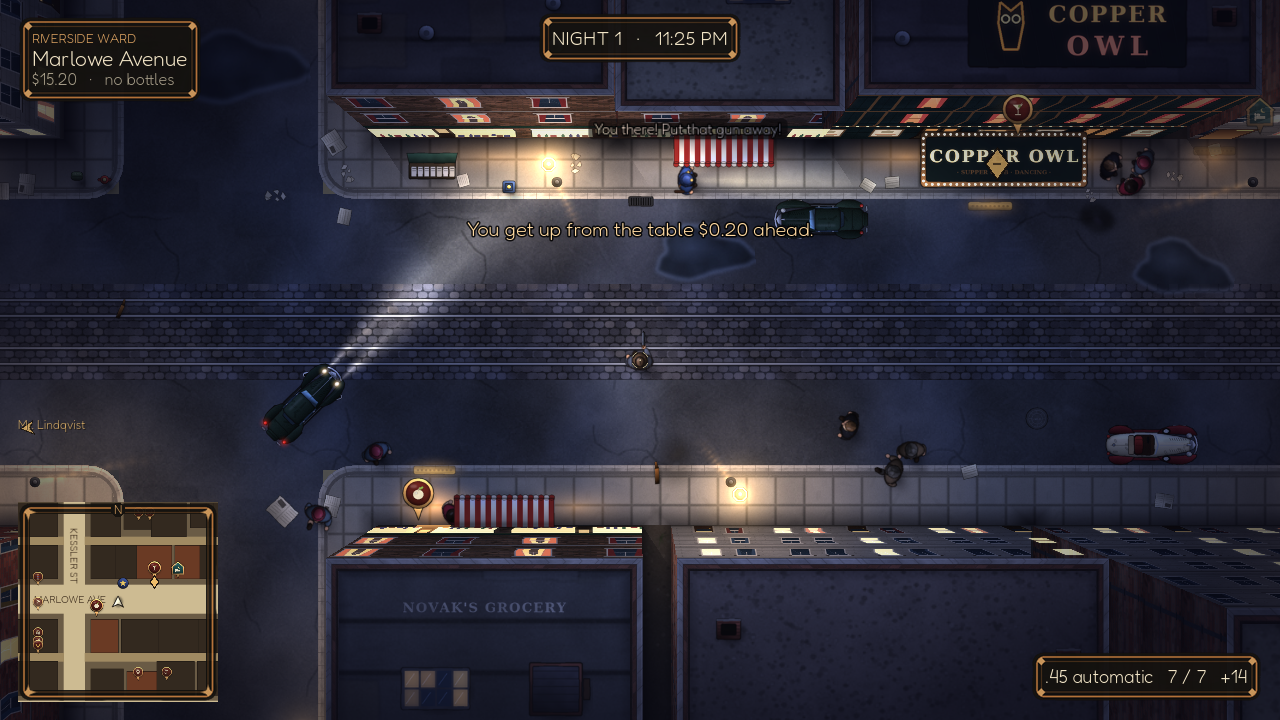 RIVERSIDE WARD
Marlowe Avenue
$15.20 · no bottles
NIGHT 1 · 11:25 PM
COPPER
OWL
You there! Put that gun away!
COPPER OWL
You get up from the table $0.20 ahead.
Mr. Lindqvist
N
KESSLER ST
MARLOWE AVE
NOVAK'S GROCERY
.45 automatic 7 / 7 +14